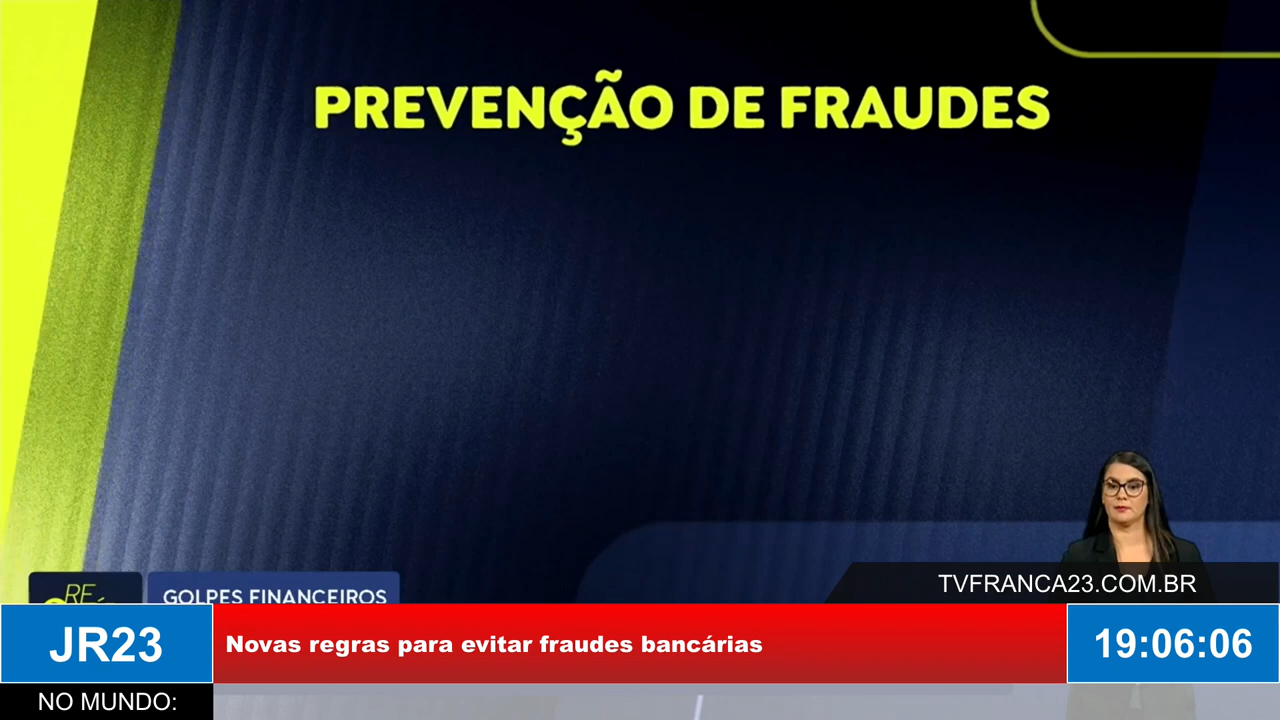 PREVENÇÃO DE FRAUDES
RE
GOLPES FINANCEIROS
TVFRANCA23.COM.BR
JR23
Novas regras para evitar fraudes bancárias
19:06:06
NO MUNDO: